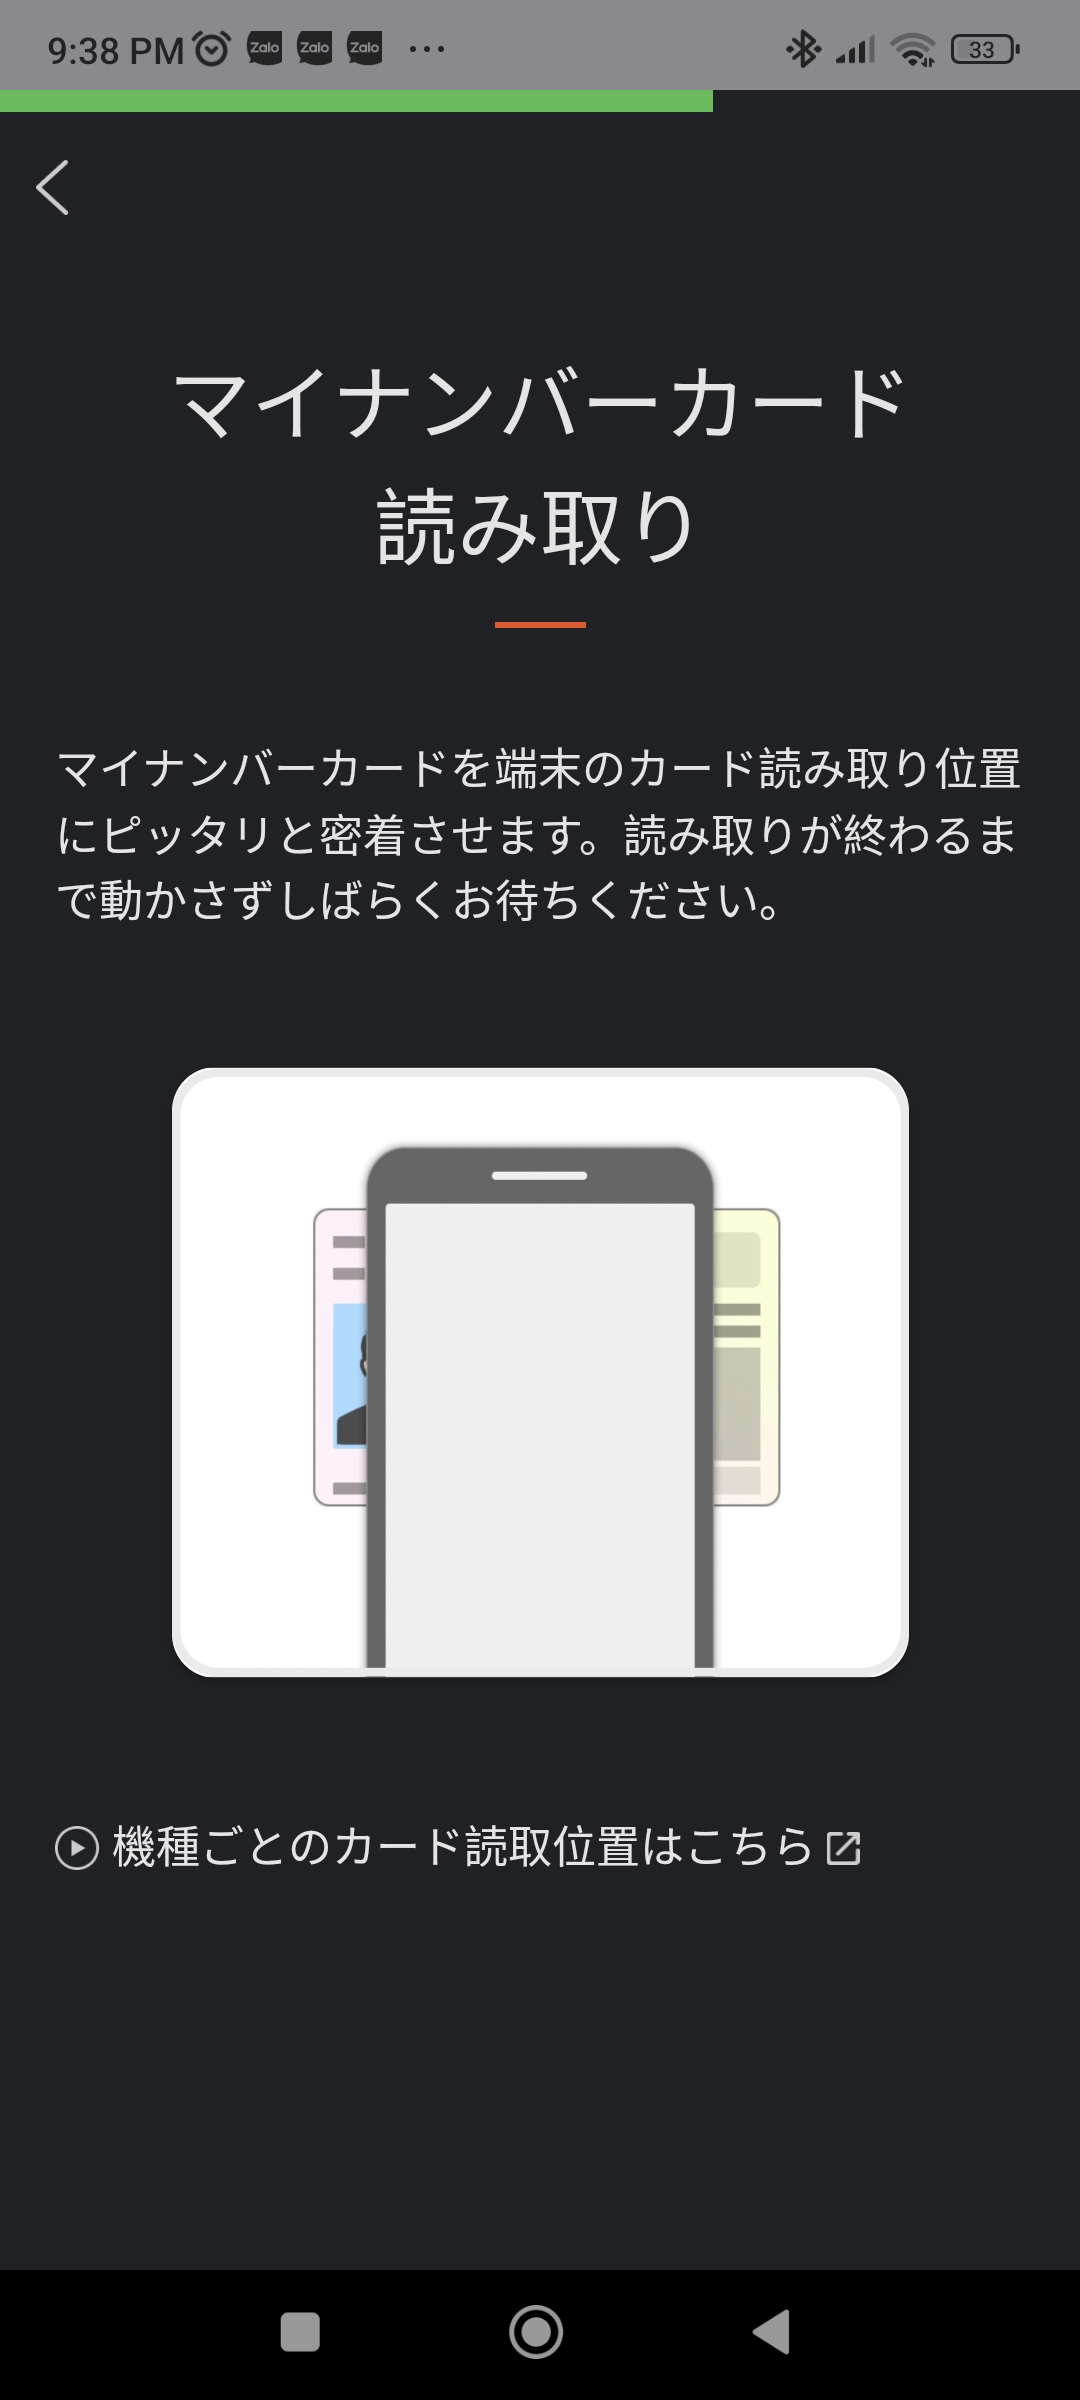 9:38 PM Zalo Zalo Zalo ... 33
マイナンバーカード
読み取り
マイナンバーカードを端末のカード読み取り位置
にピッタリと密着させます。読み取りが終わるま
で動かさずしばらくお待ちください。
機種ごとのカード読取位置はこちら